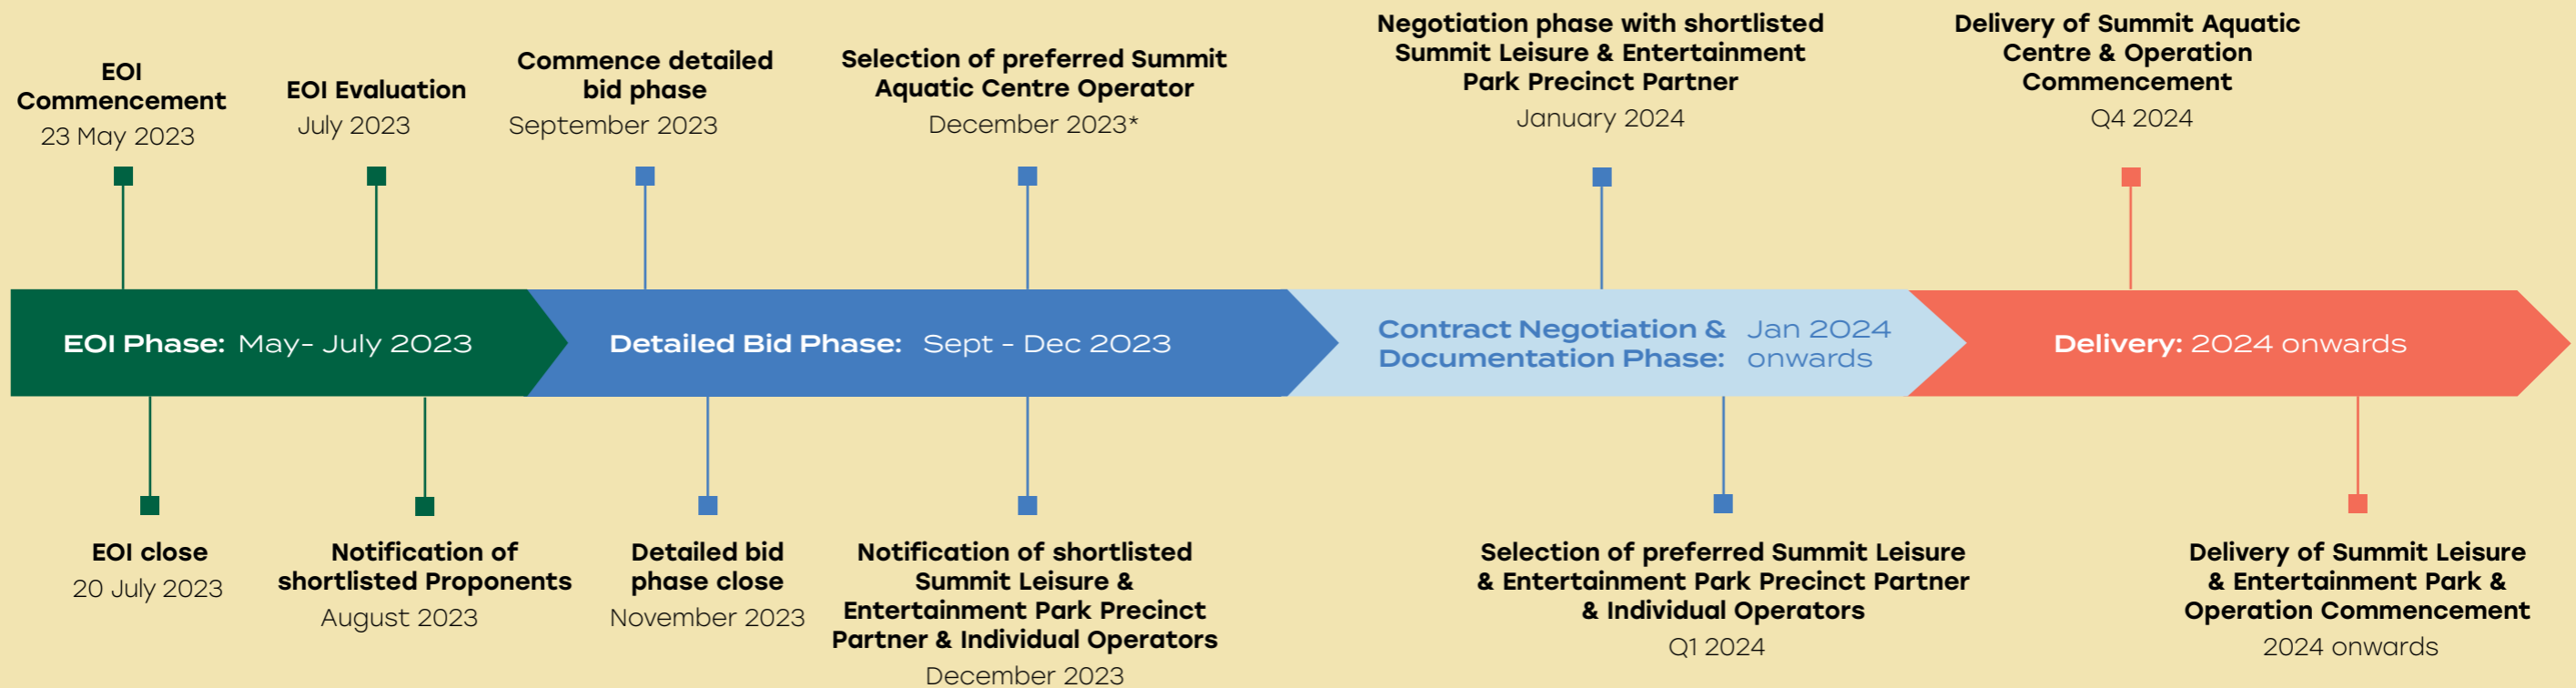 EOI
Commencement
23 May 2023
EOI Evaluation
July 2023
Commence detailed
bid phase
September 2023
Selection of preferred Summit
Aquatic Centre Operator
December 2023*
Negotiation phase with shortlisted
Summit Leisure & Entertainment
Park Precinct Partner
January 2024
Delivery of Summit Aquatic
Centre & Operation
Commencement
Q4 2024
EOI Phase: May- July 2023
Detailed Bid Phase: Sept - Dec 2023
Contract Negotiation & Jan 2024
Documentation Phase: onwards
Delivery: 2024 onwards
EOI close
20 July 2023
Notification of
shortlisted Proponents
August 2023
Detailed bid
phase close
November 2023
Notification of shortlisted
Summit Leisure &
Entertainment Park Precinct
Partner & Individual Operators
December 2023
Selection of preferred Summit Leisure
& Entertainment Park Precinct Partner
& Individual Operators
Q1 2024
Delivery of Summit Leisure
& Entertainment Park &
Operation Commencement
2024 onwards